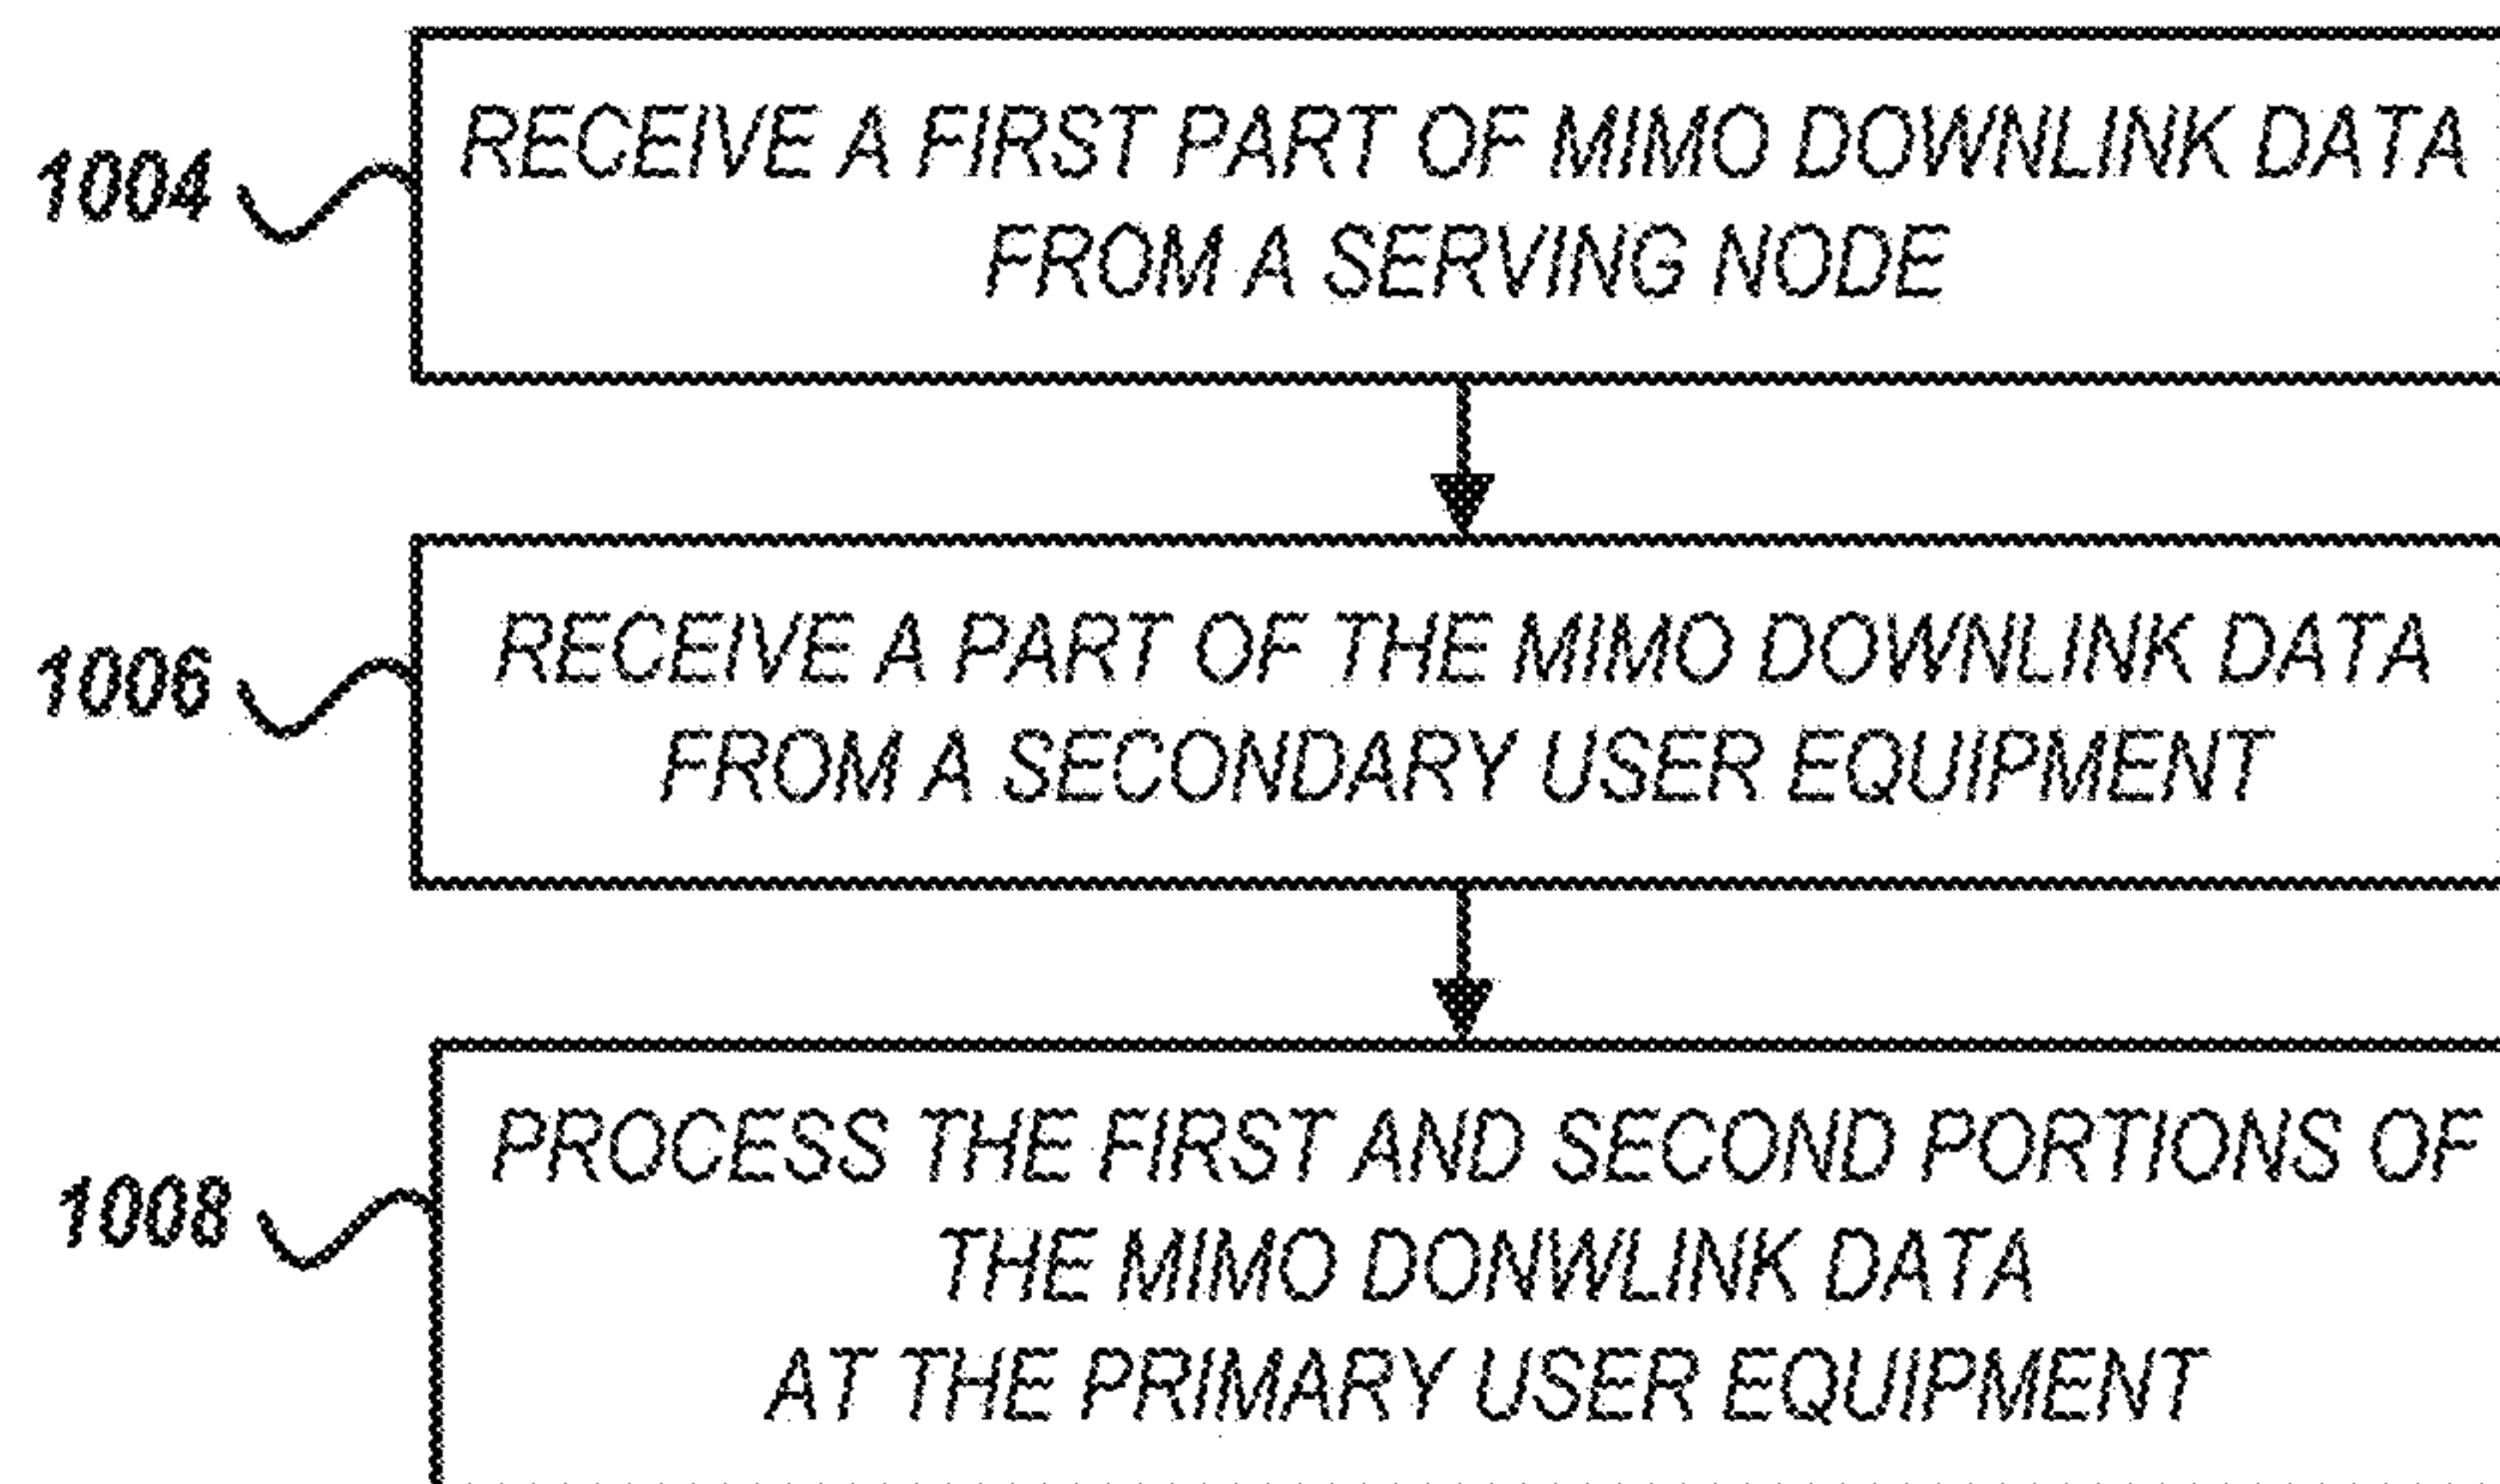 1004
RECEIVE A FIRST PART OF MIMO DOWNLINK DATA
FROM A SERVING NODE
1006
RECEIVE A PART OF THE MIMO DOWNLINK DATA
FROM A SECONDARY USER EQUIPMENT
1008
PROCESS THE FIRST AND SECOND PORTIONS OF
THE MIMO DONWLINK DATA
AT THE PRIMARY USER EQUIPMENT